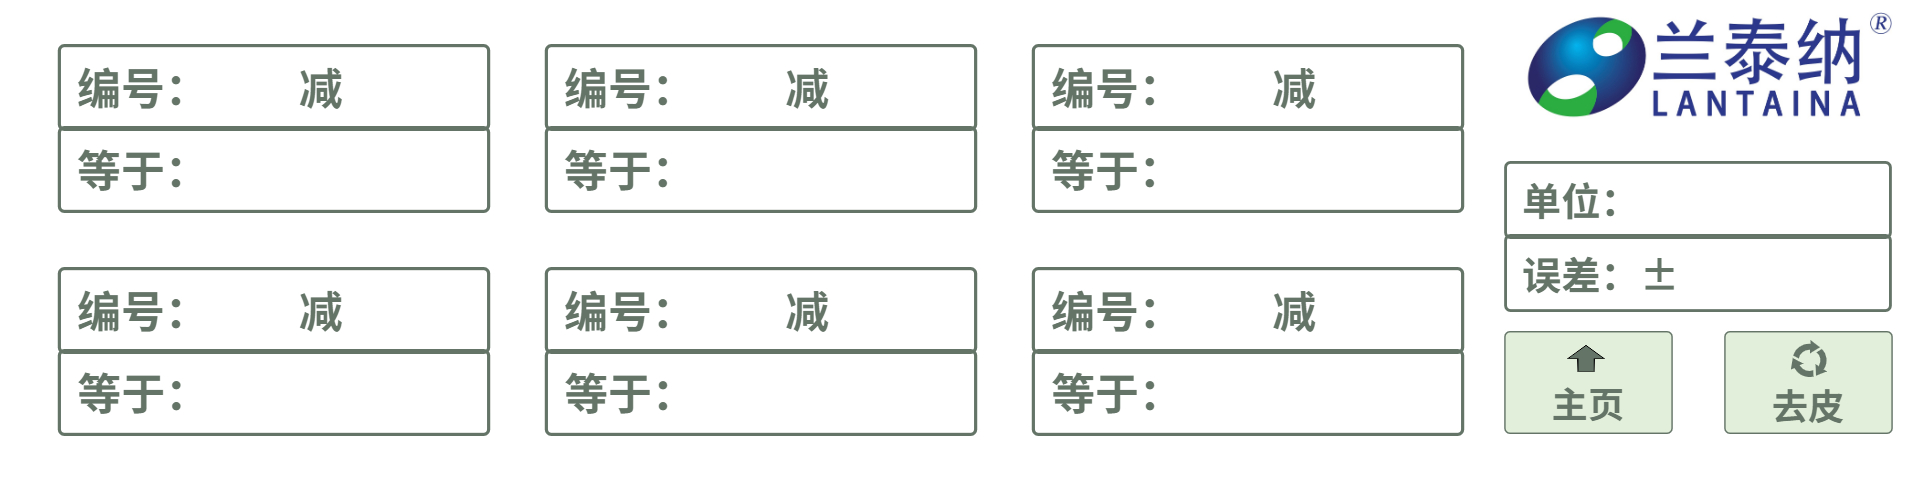 编号： 减
等于：
编号： 减
等于：
编号： 减
等于：
编号： 减
等于：
编号： 减
等于：
编号： 减
等于：
兰泰纳®
LANTAINA
单位：
误差：±
主页
去皮